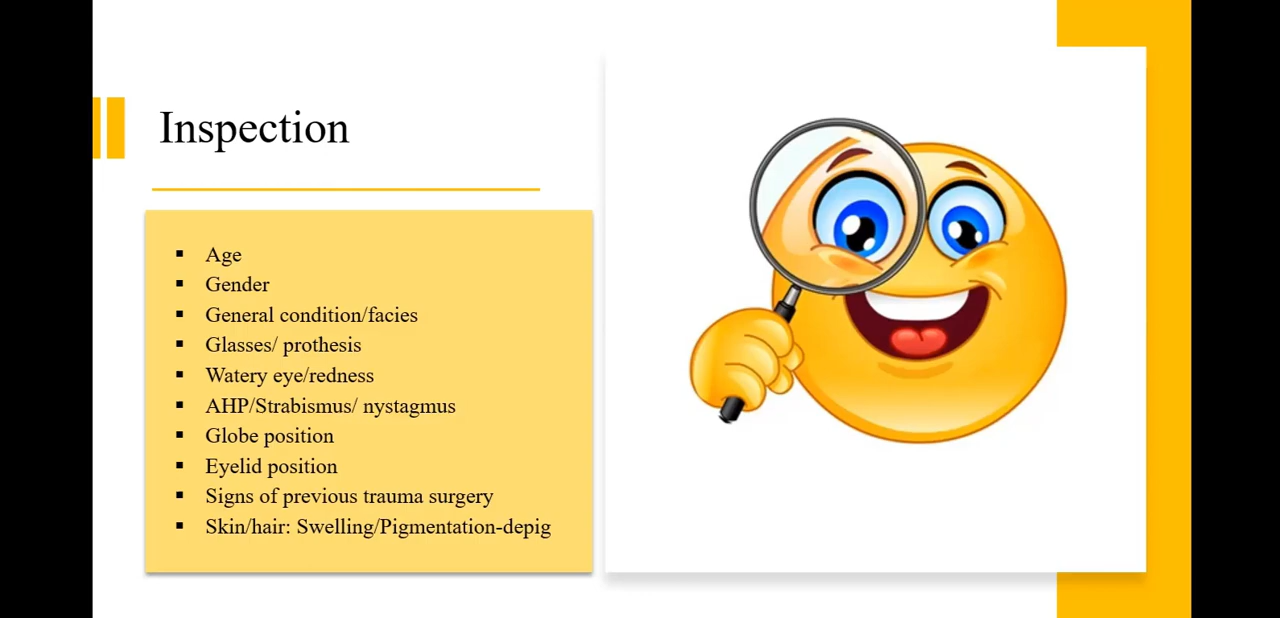 Inspection
Age
Gender
General condition/facies
Glasses/ prothesis
Watery eye/redness
AHP/Strabismus/ nystagmus
Globe position
Eyelid position
Signs of previous trauma surgery
Skin/hair: Swelling/Pigmentation-depig